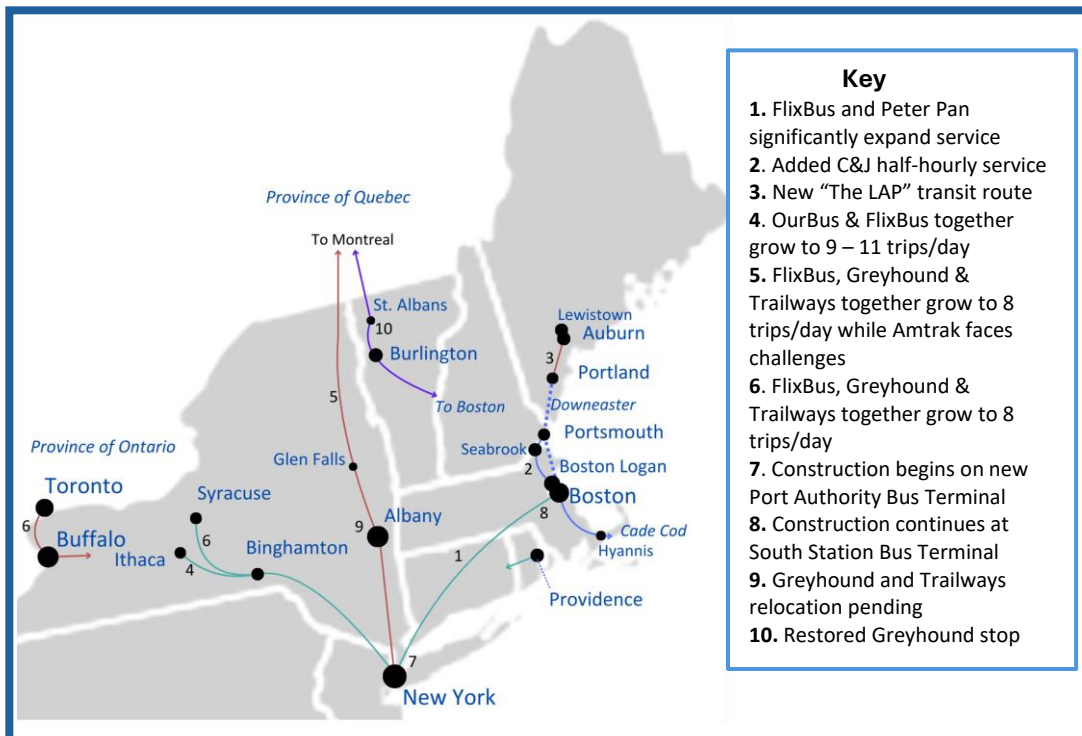 Province of Quebec
To Montreal
St. Albans
10
Burlington
To Boston
5
Lewistown
Auburn
3
Portland
Downeaster
Portsmouth
Seabrook
2
Boston Logan
Boston
8
Cade Cod
Hyannis
Province of Ontario
Toronto
6
Buffalo
Glen Falls
Syracuse
6
Ithaca
4
Binghamton
9
Albany
1
Providence
7
New York
Key
1. FlixBus and Peter Pan
significantly expand service
2. Added C&J half-hourly service
3. New “The LAP” transit route
4. OurBus & FlixBus together
grow to 9 – 11 trips/day
5. FlixBus, Greyhound &
Trailways together grow to 8
trips/day while Amtrak faces
challenges
6. FlixBus, Greyhound &
Trailways together grow to 8
trips/day
7. Construction begins on new
Port Authority Bus Terminal
8. Construction continues at
South Station Bus Terminal
9. Greyhound and Trailways
relocation pending
10. Restored Greyhound stop